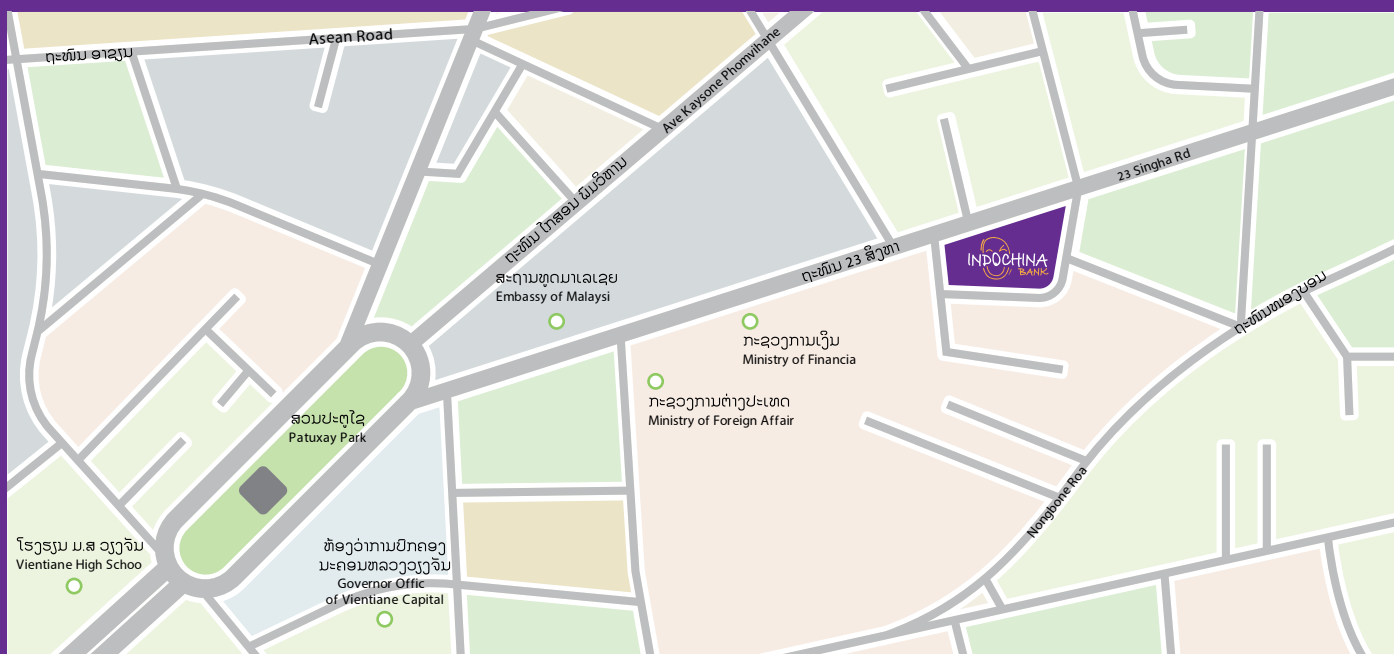 Asean Road
ຖະໜົນ ອາຊຽນ
Ave Kaysone Phomvihane
ຖະໜົນ ໄກສອນ ພົມວິຫານ
23 Singha Rd
ຖະໜົນ 23 ສິງຫາ
INDOCHINA
BANK
ສະຖານທູດມາເລເຊຍ
Embassy of Malaysi
ກະຊວງການເງິນ
Ministry of Financia
ກະຊວງການຕ່າງປະເທດ
Ministry of Foreign Affair
ຖະໜົນໜອງບອນ
Nongbone Roa
ສວນປະຕູໄຊ
Patuxay Park
ໂຮງຮຽນ ມ.ສ ວຽງຈັນ
Vientiane High Schoo
ຫ້ອງວ່າການປົກຄອງ
ນະຄອນຫລວງວຽງຈັນ
Governor Offic
of Vientiane Capital